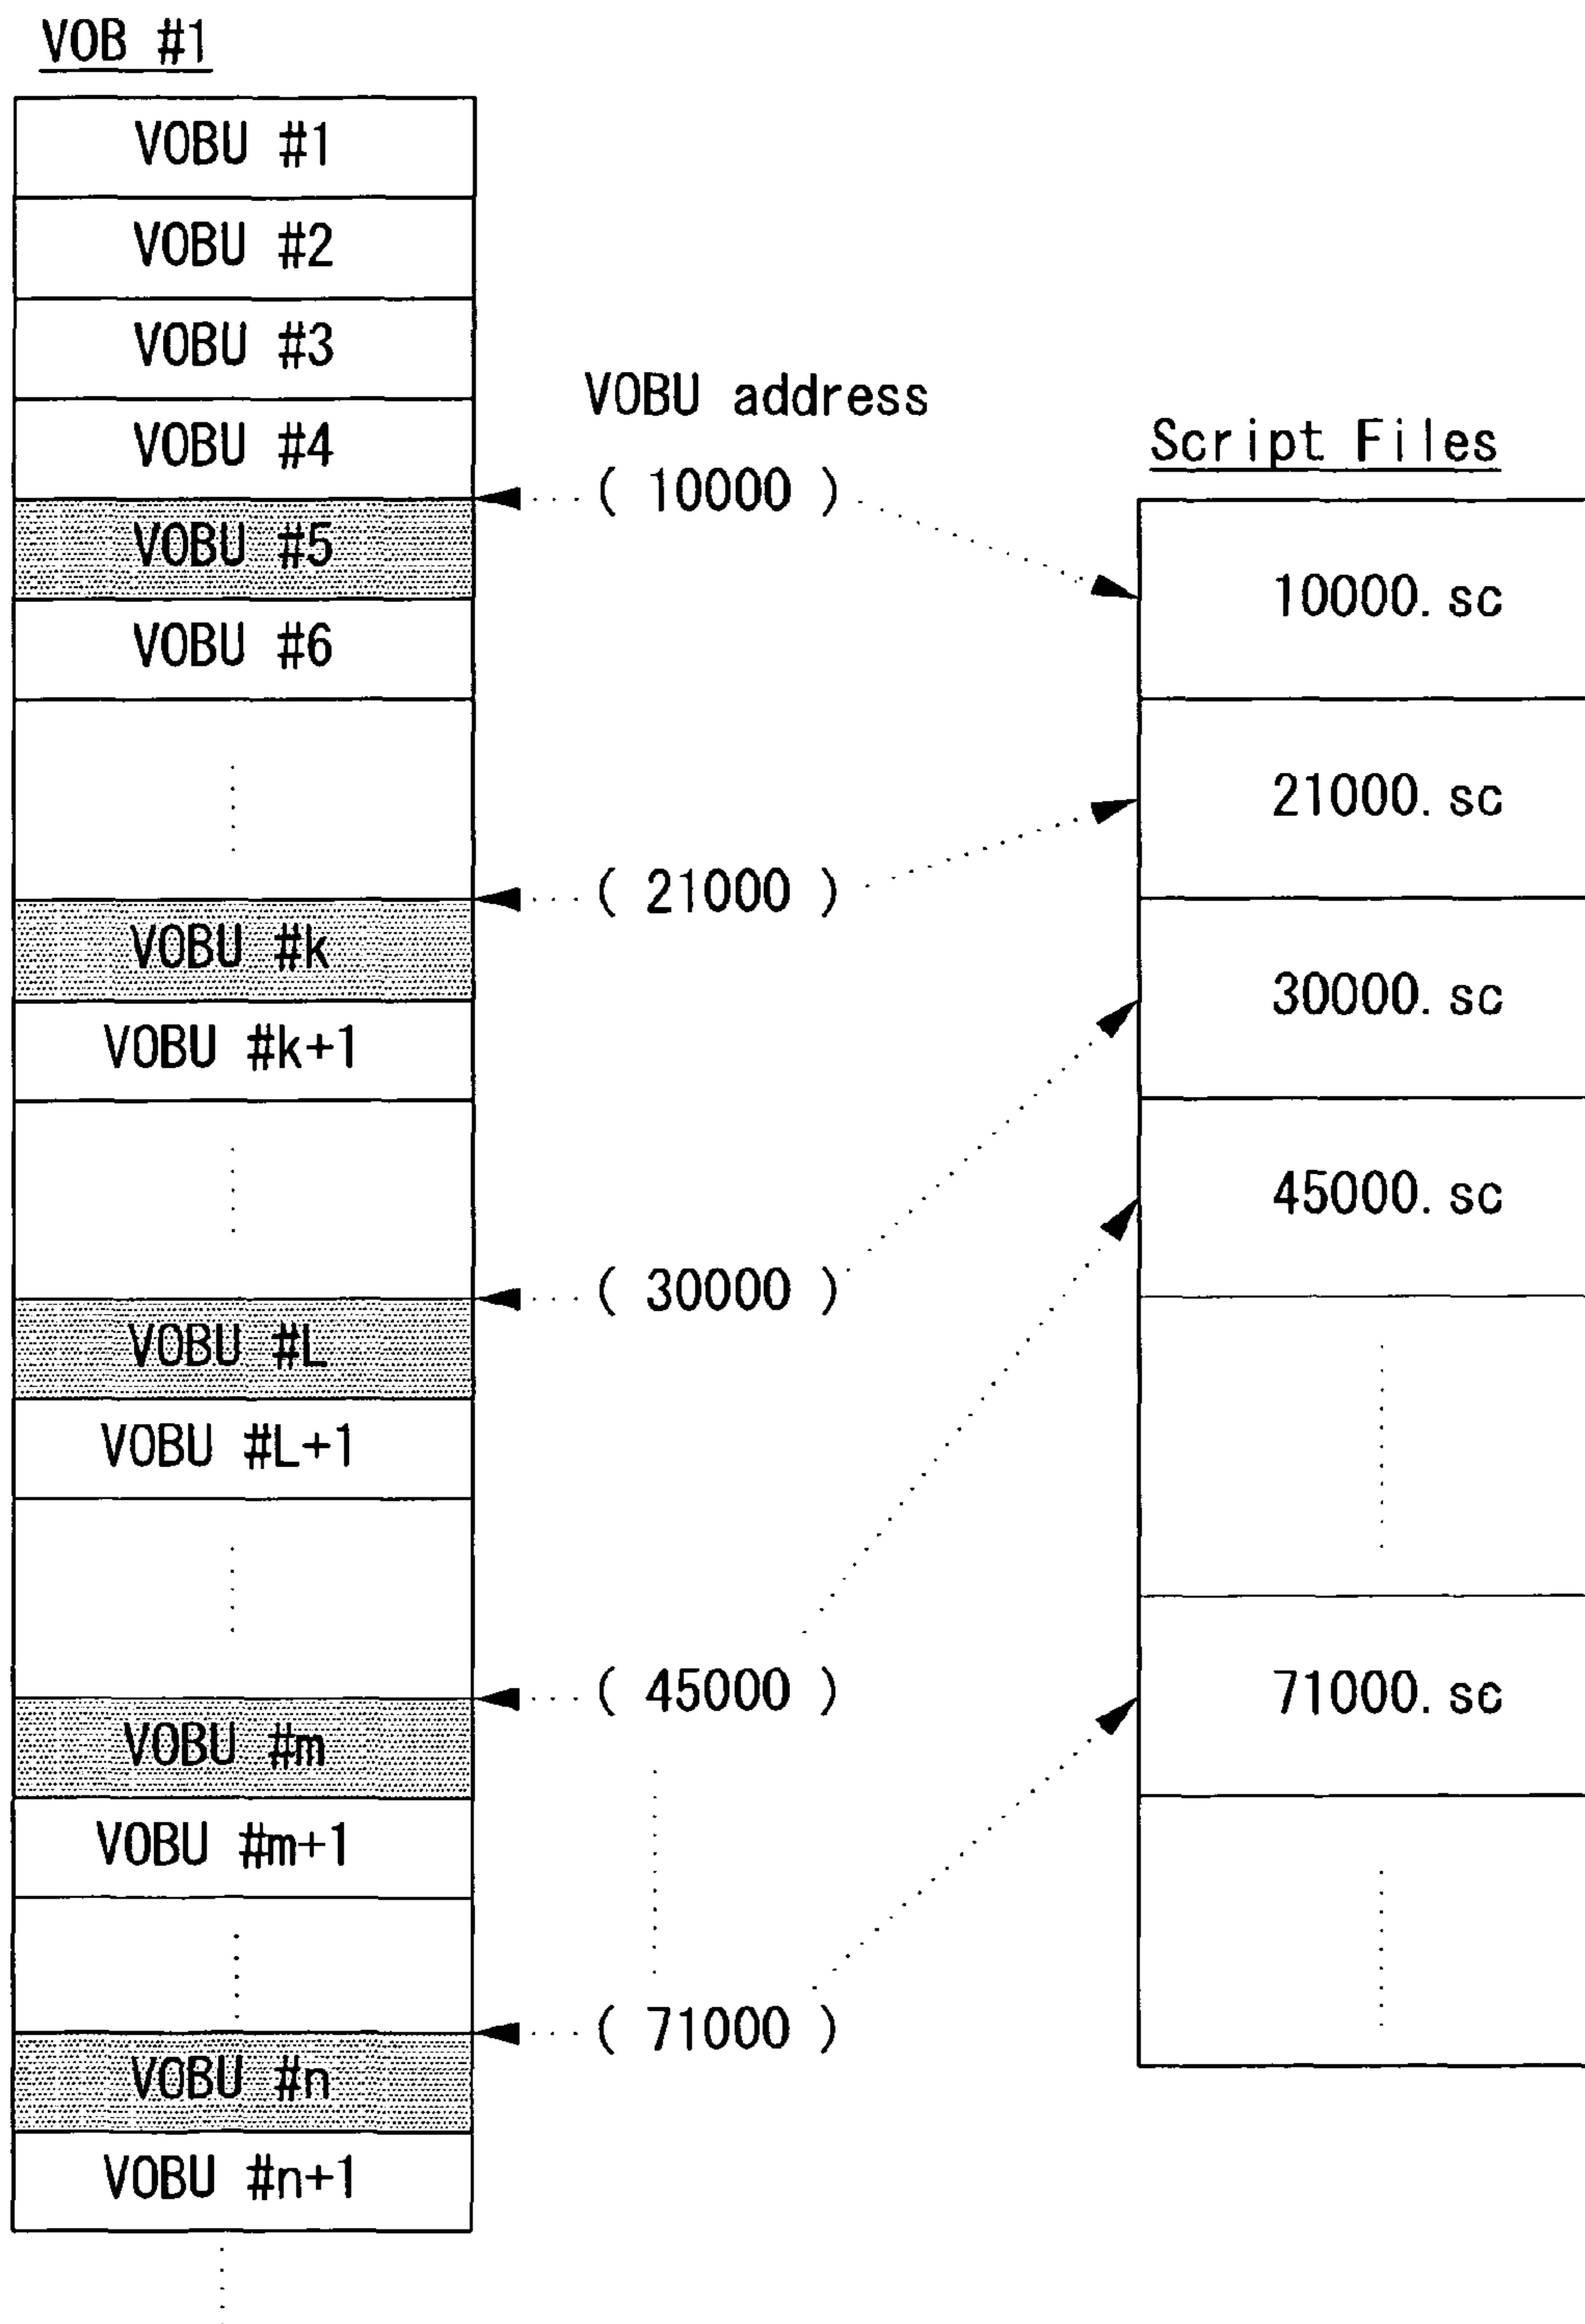 VOB #1
VOBU #1
VOBU #2
VOBU #3
VOBU #4
VOBU #5
VOBU #6
VOBU #k
VOBU #k+1
VOBU #L
VOBU #L+1
VOBU #m
VOBU #m+1
VOBU #n
VOBU #n+1
VOBU address
( 10000 )
( 21000 )
( 30000 )
( 45000 )
( 71000 )
Script Files
10000.sc
21000.sc
30000.sc
45000.sc
71000.sc